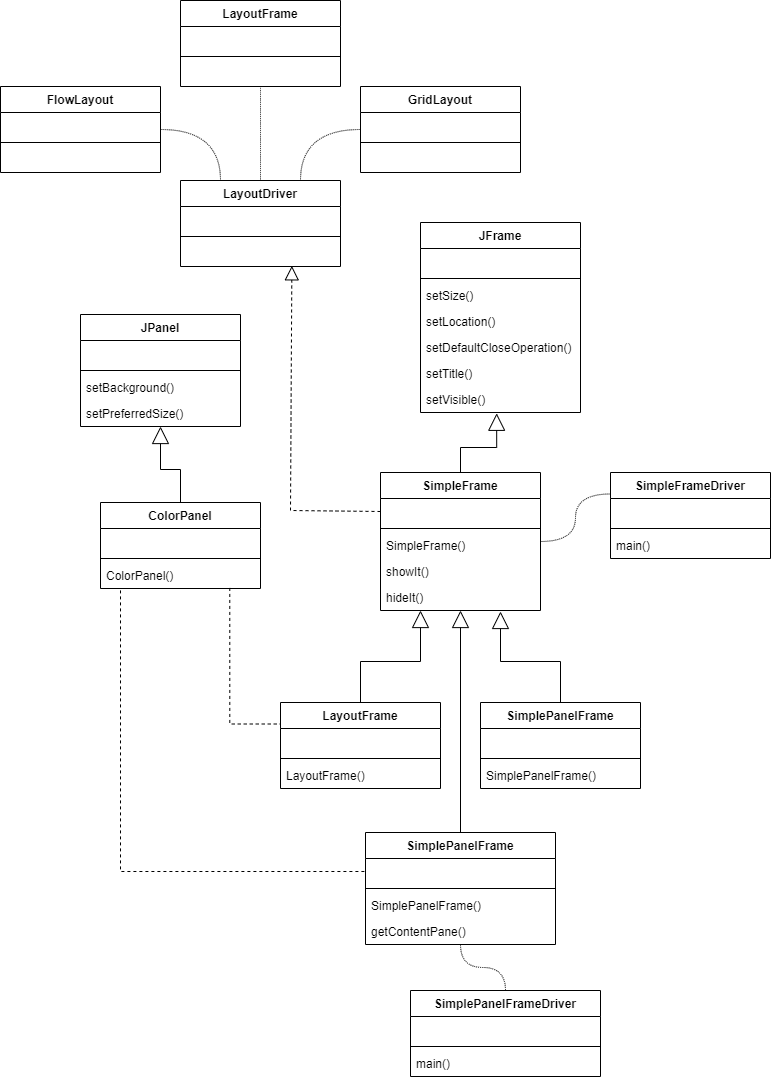 LayoutFrame
FlowLayout
GridLayout
LayoutDriver
JFrame
setSize()
setLocation()
setDefaultCloseOperation()
setTitle()
setVisible()
JPanel
setBackground()
setPreferredSize()
ColorPanel
ColorPanel()
SimpleFrame
SimpleFrame()
showIt()
hideIt()
SimpleFrameDriver
main()
LayoutFrame
LayoutFrame()
SimplePanelFrame
SimplePanelFrame()
SimplePanelFrame
SimplePanelFrame()
getContentPane()
SimplePanelFrameDriver
main()